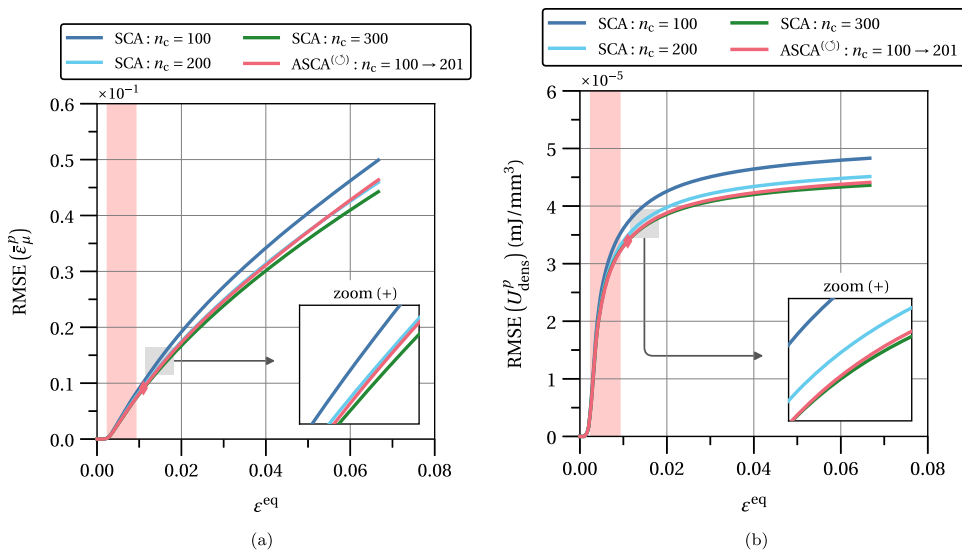 SCA : n_c = 100
SCA : n_c = 300
SCA : n_c = 200
ASCA^(↺) : n_c = 100 → 201
×10⁻¹
0.6
0.5
0.4
0.3
0.2
0.1
0.0
RMSE (ε̄^p_μ)
zoom (+)
0.00
0.02
0.04
0.06
0.08
ε^eq
(a)
SCA : n_c = 100
SCA : n_c = 300
SCA : n_c = 200
ASCA^(↺) : n_c = 100 → 201
×10⁻⁵
6
5
4
3
2
1
0
RMSE (U^p_dens) (mJ/mm³)
zoom (+)
0.00
0.02
0.04
0.06
0.08
ε^eq
(b)